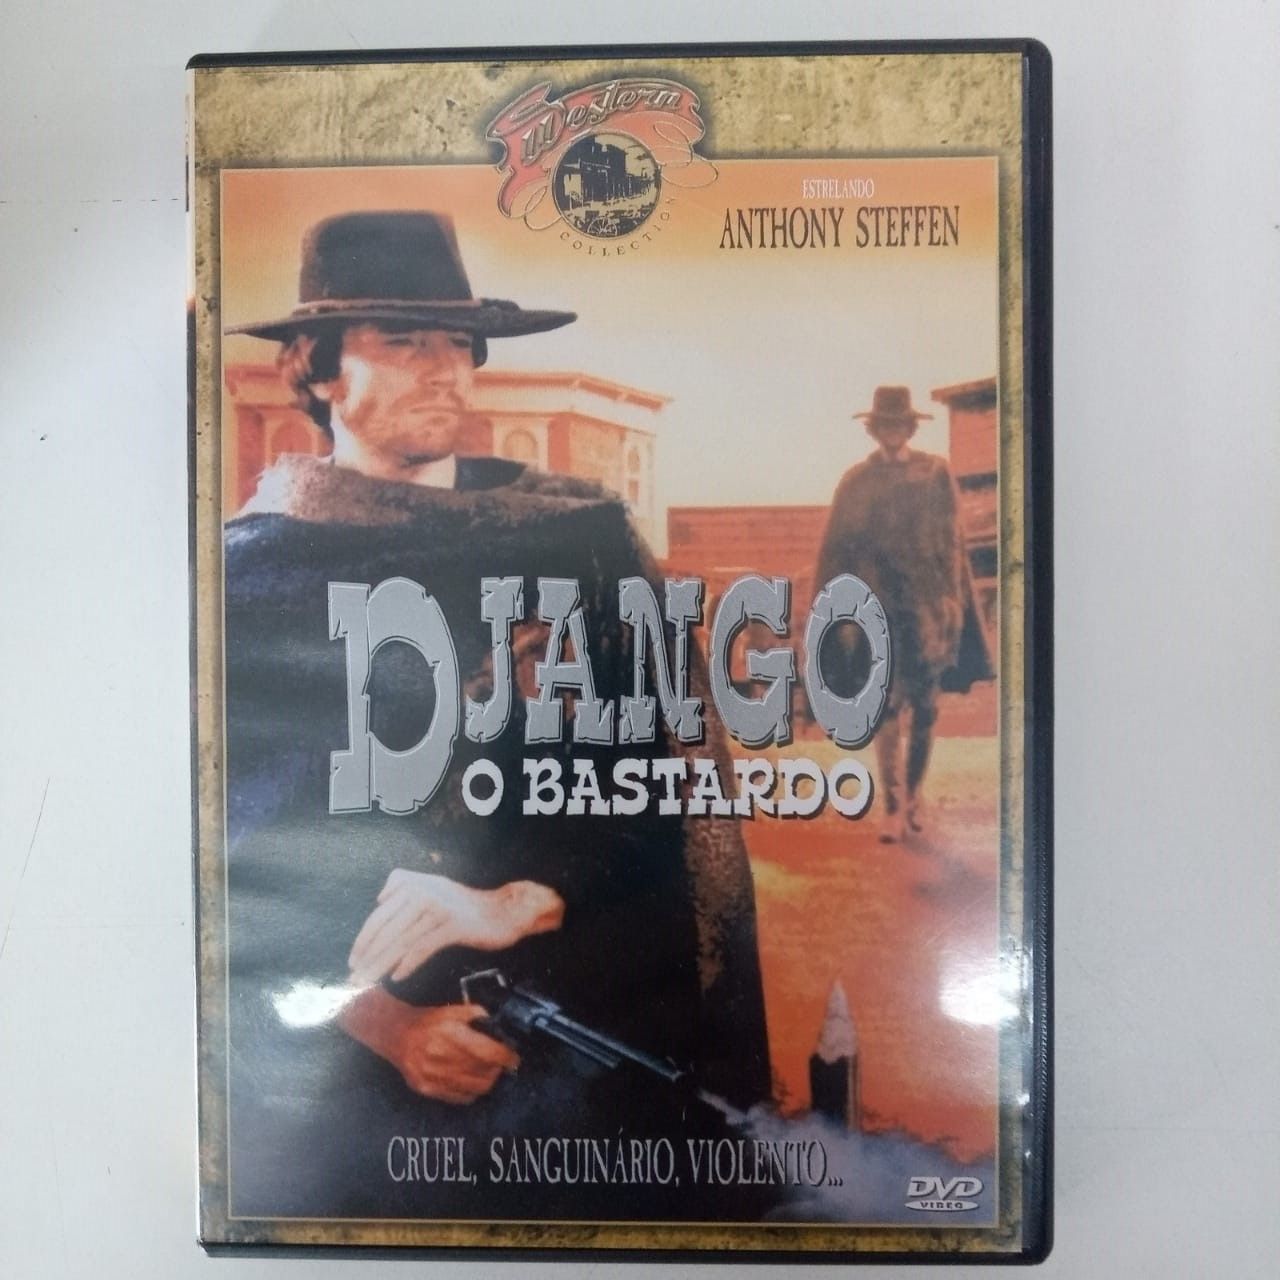 Western
COLLECTION
ESTRELANDO
ANTHONY STEFFEN
DJANGO
O BASTARDO
CRUEL, SANGUINÁRIO, VIOLENTO...
DVD
VIDEO